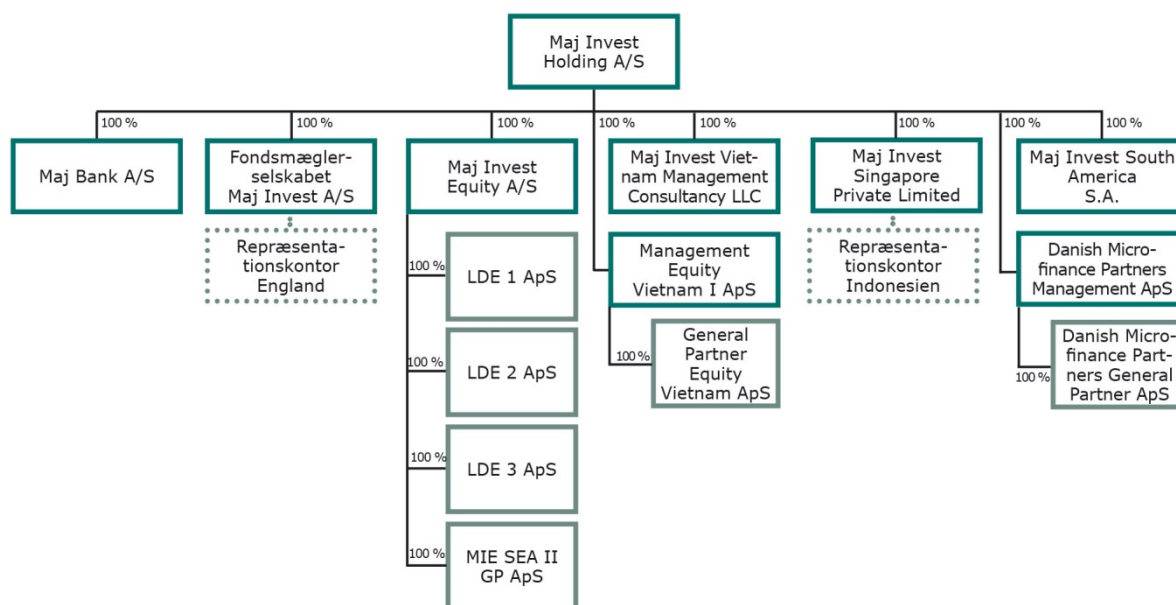 Maj Invest
Holding A/S
100 %
100 %
100 %
100 %
100 %
100 %
100 %
100 %
Maj Bank A/S
Fondsmægler-
selskabet
Maj Invest A/S
Maj Invest
Equity A/S
Maj Invest Viet-
nam Management
Consultancy LLC
Maj Invest
Singapore
Private Limited
Maj Invest South
America
S.A.
Repræsenta-
tionskontor
England
100 %
LDE 1 ApS
Management
Equity
Vietnam I ApS
Repræsenta-
tionskontor
Indonesien
Danish Micro-
finance Partners
Management ApS
100 %
LDE 2 ApS
100 %
General
Partner
Equity
Vietnam ApS
100 %
Danish Micro-
finance Part-
ners General
Partner ApS
100 %
LDE 3 ApS
100 %
MIE SEA II
GP ApS